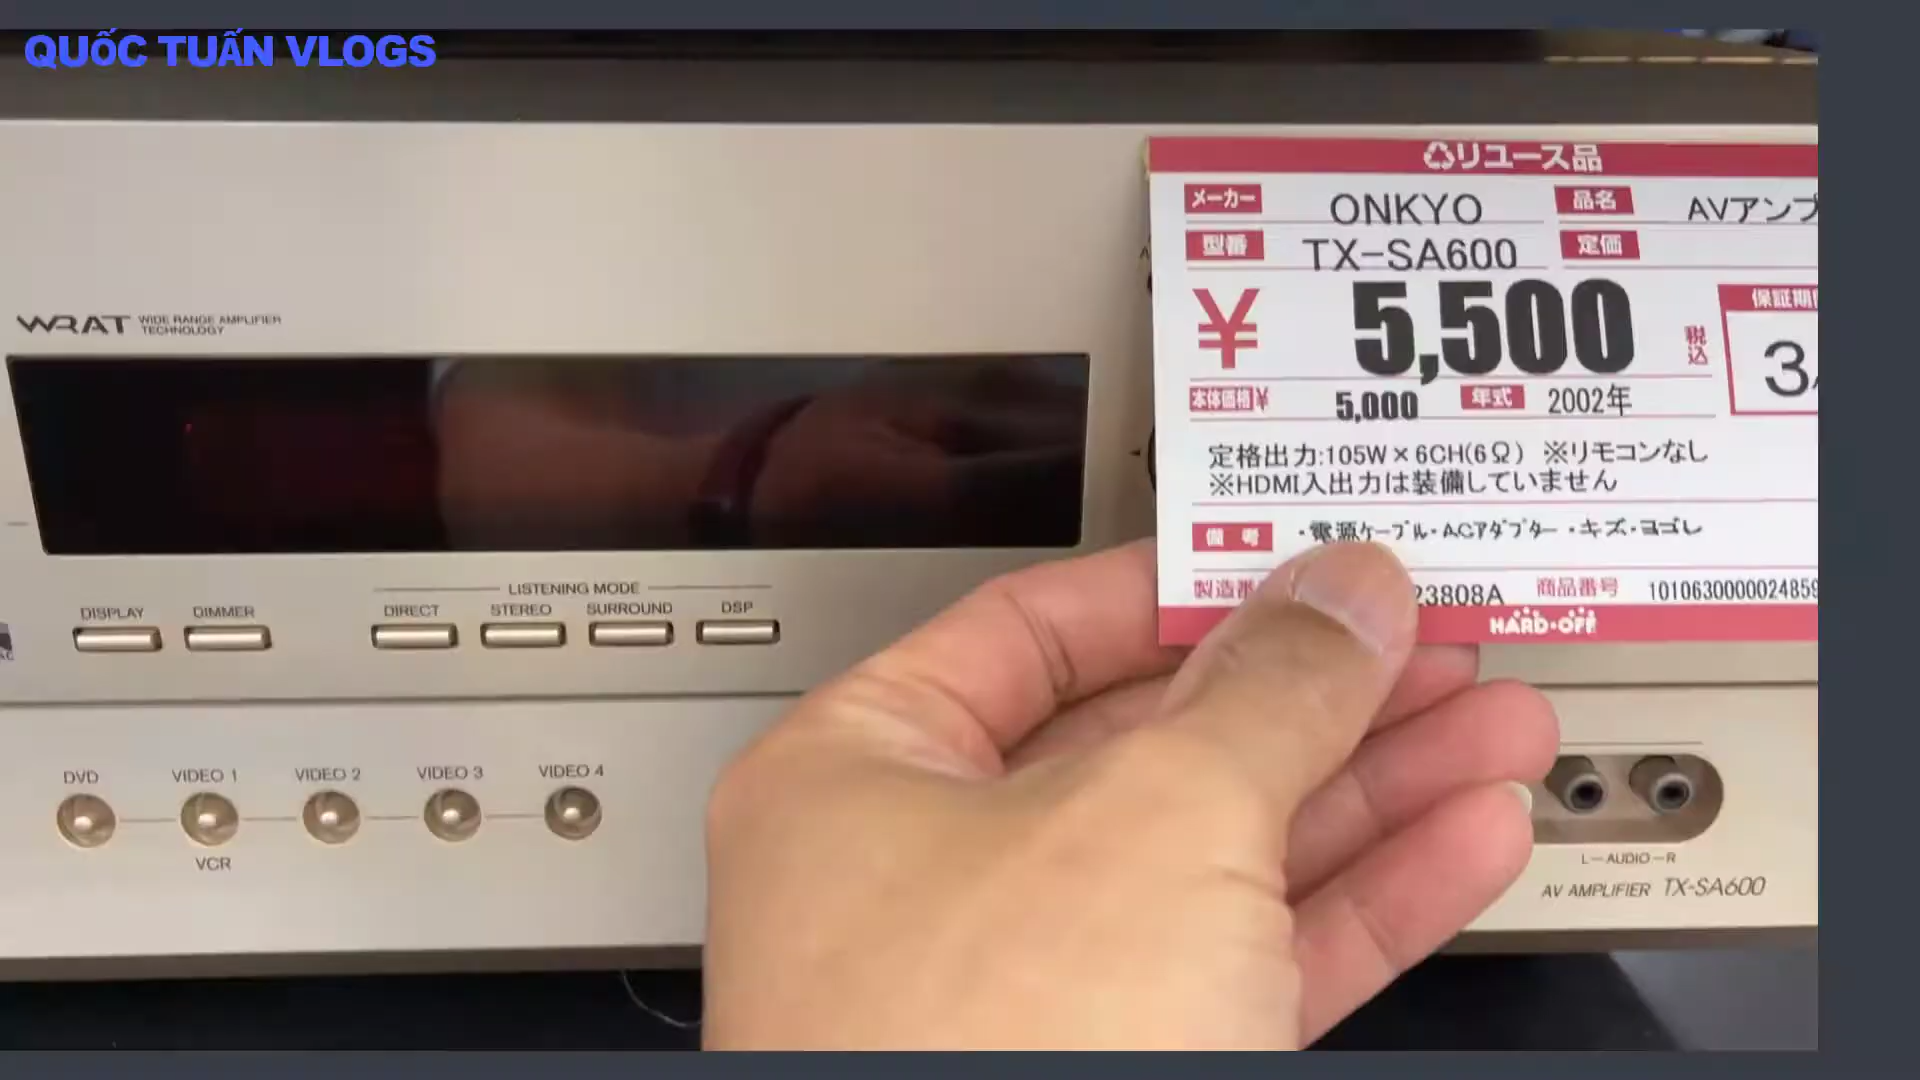 QUỐC TUẤN VLOGS
WRAT WIDE RANGE AMPLIFIER
TECHNOLOGY
LISTENING MODE
DISPLAY DIMMER DIRECT STEREO SURROUND DSP
DVD VIDEO 1 VIDEO 2 VIDEO 3 VIDEO 4
VCR
リユース品
メーカー ONKYO 品名 AVアンプ
型番 TX-SA600 定価
¥ 5,500 税込
保証期
3
本体価格¥ 5,000 年式 2002年
定格出力:105W×6CH(6Ω) ※リモコンなし
※HDMI入出力は装備していません
備考 ・電源ケーブル・ACアダプター ・キズ・ヨゴレ
製造番 23808A 商品番号 1010630000024859
HARD・OFF
L-AUDIO-R
AV AMPLIFIER TX-SA600